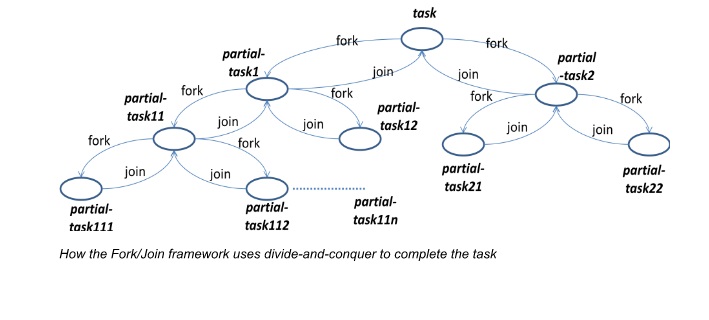 task
fork
fork
partial-
task1
partial
-task2
join
join
fork
fork
fork
fork
partial-
task11
partial-
task12
join
join
join
join
fork
fork
join
join
partial-
task21
partial-
task22
partial-
task111
partial-
task112
partial-
task11n
How the Fork/Join framework uses divide-and-conquer to complete the task